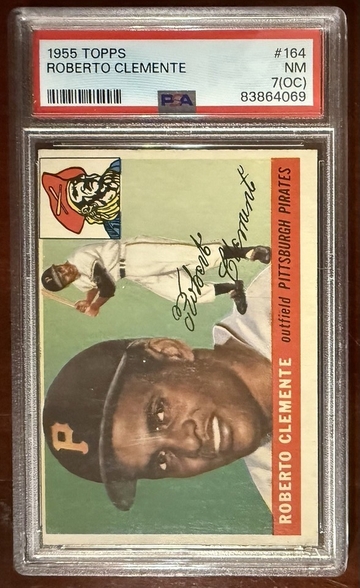 1955 TOPPS
ROBERTO CLEMENTE
#164
NM
7(OC)
PSA
83864069
P
Roberto Clemente
ROBERTO CLEMENTE outfield PITTSBURGH PIRATES